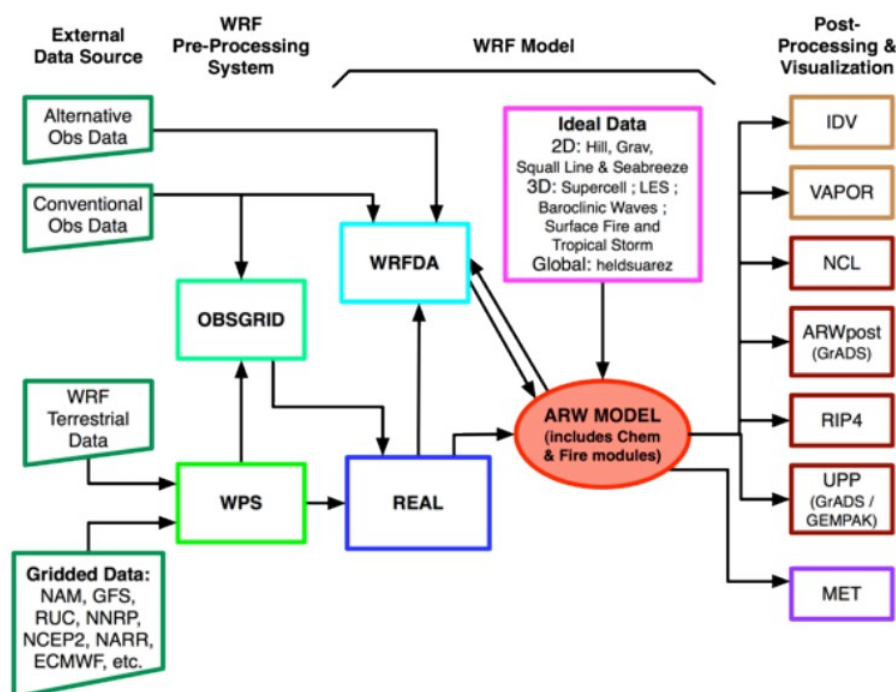 External
Data Source
WRF
Pre-Processing
System
WRF Model
Post-
Processing &
Visualization
Alternative
Obs Data
Conventional
Obs Data
WRF
Terrestrial
Data
Gridded Data:
NAM, GFS,
RUC, NNRP,
NCEP2, NARR,
ECMWF, etc.
OBSGRID
WPS
WRFDA
REAL
Ideal Data
2D: Hill, Grav,
Squall Line & Seabreeze
3D: Supercell ; LES ;
Baroclinic Waves ;
Surface Fire and
Tropical Storm
Global: heldsuarez
ARW MODEL
(includes Chem
& Fire modules)
IDV
VAPOR
NCL
ARWpost
(GrADS)
RIP4
UPP
(GrADS /
GEMPAK)
MET